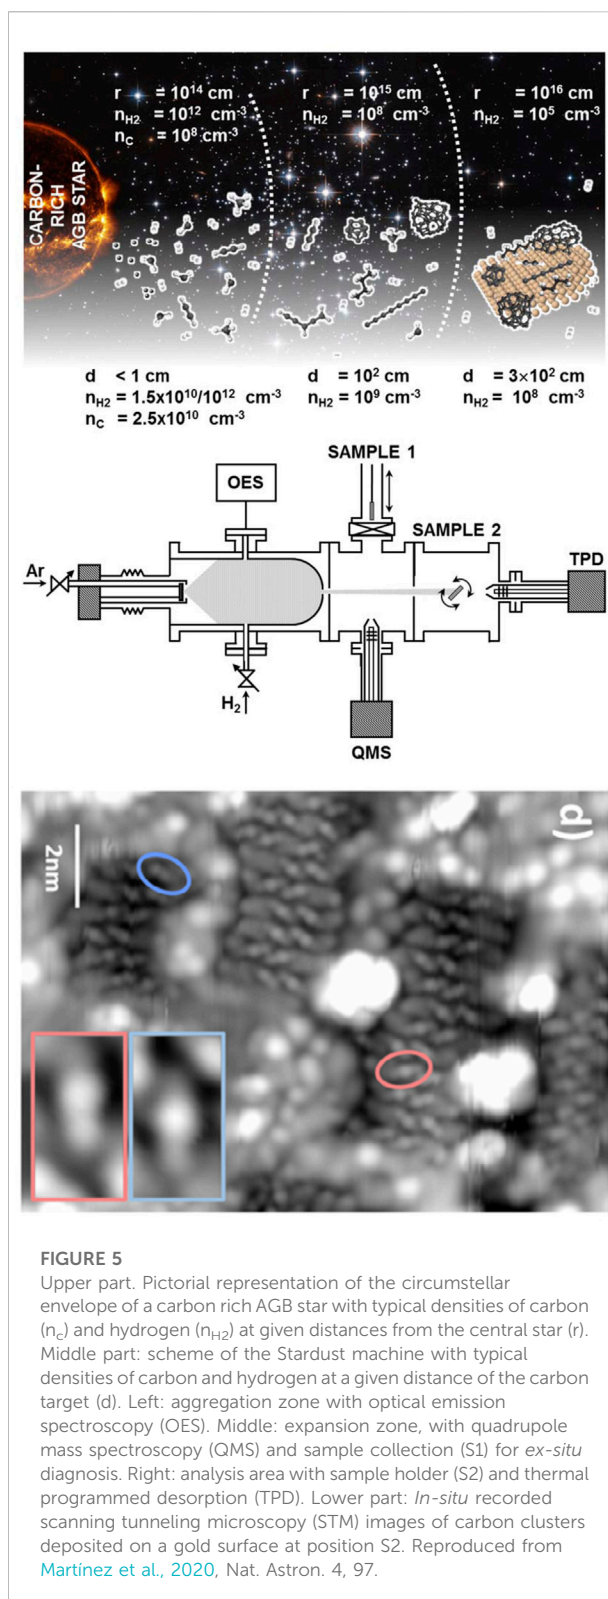 r = 10¹⁴ cm
n_H2 = 10¹² cm⁻³
n_C = 10⁸ cm⁻³
r = 10¹⁵ cm
n_H2 = 10⁸ cm⁻³
r = 10¹⁶ cm
n_H2 = 10⁵ cm⁻³
CARBON-
RICH
AGB STAR
d < 1 cm
n_H2 = 1.5x10¹⁰/10¹² cm⁻³
n_C = 2.5x10¹⁰ cm⁻³
d = 10² cm
n_H2 = 10⁹ cm⁻³
d = 3×10² cm
n_H2 = 10⁸ cm⁻³
SAMPLE 1
OES
SAMPLE 2
TPD
Ar
H₂
QMS
d)
2nm
FIGURE 5
Upper part. Pictorial representation of the circumstellar
envelope of a carbon rich AGB star with typical densities of carbon
(n_c) and hydrogen (n_H2) at given distances from the central star (r).
Middle part: scheme of the Stardust machine with typical
densities of carbon and hydrogen at a given distance of the carbon
target (d). Left: aggregation zone with optical emission
spectroscopy (OES). Middle: expansion zone, with quadrupole
mass spectroscopy (QMS) and sample collection (S1) for ex-situ
diagnosis. Right: analysis area with sample holder (S2) and thermal
programmed desorption (TPD). Lower part: In-situ recorded
scanning tunneling microscopy (STM) images of carbon clusters
deposited on a gold surface at position S2. Reproduced from
Martínez et al., 2020, Nat. Astron. 4, 97.